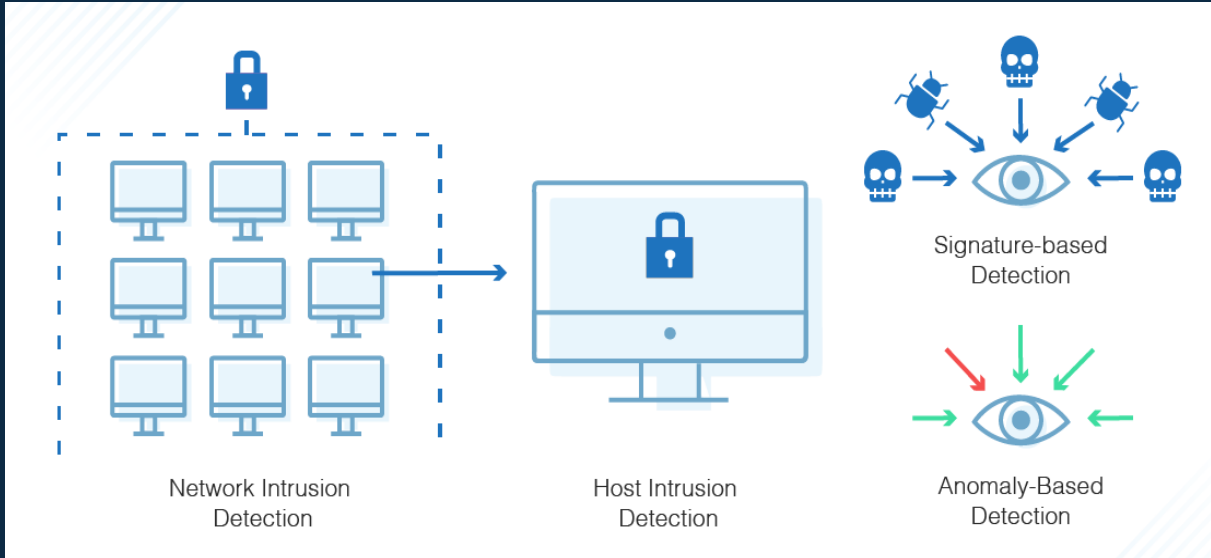 Network Intrusion
Detection
Host Intrusion
Detection
Signature-based
Detection
Anomaly-Based
Detection